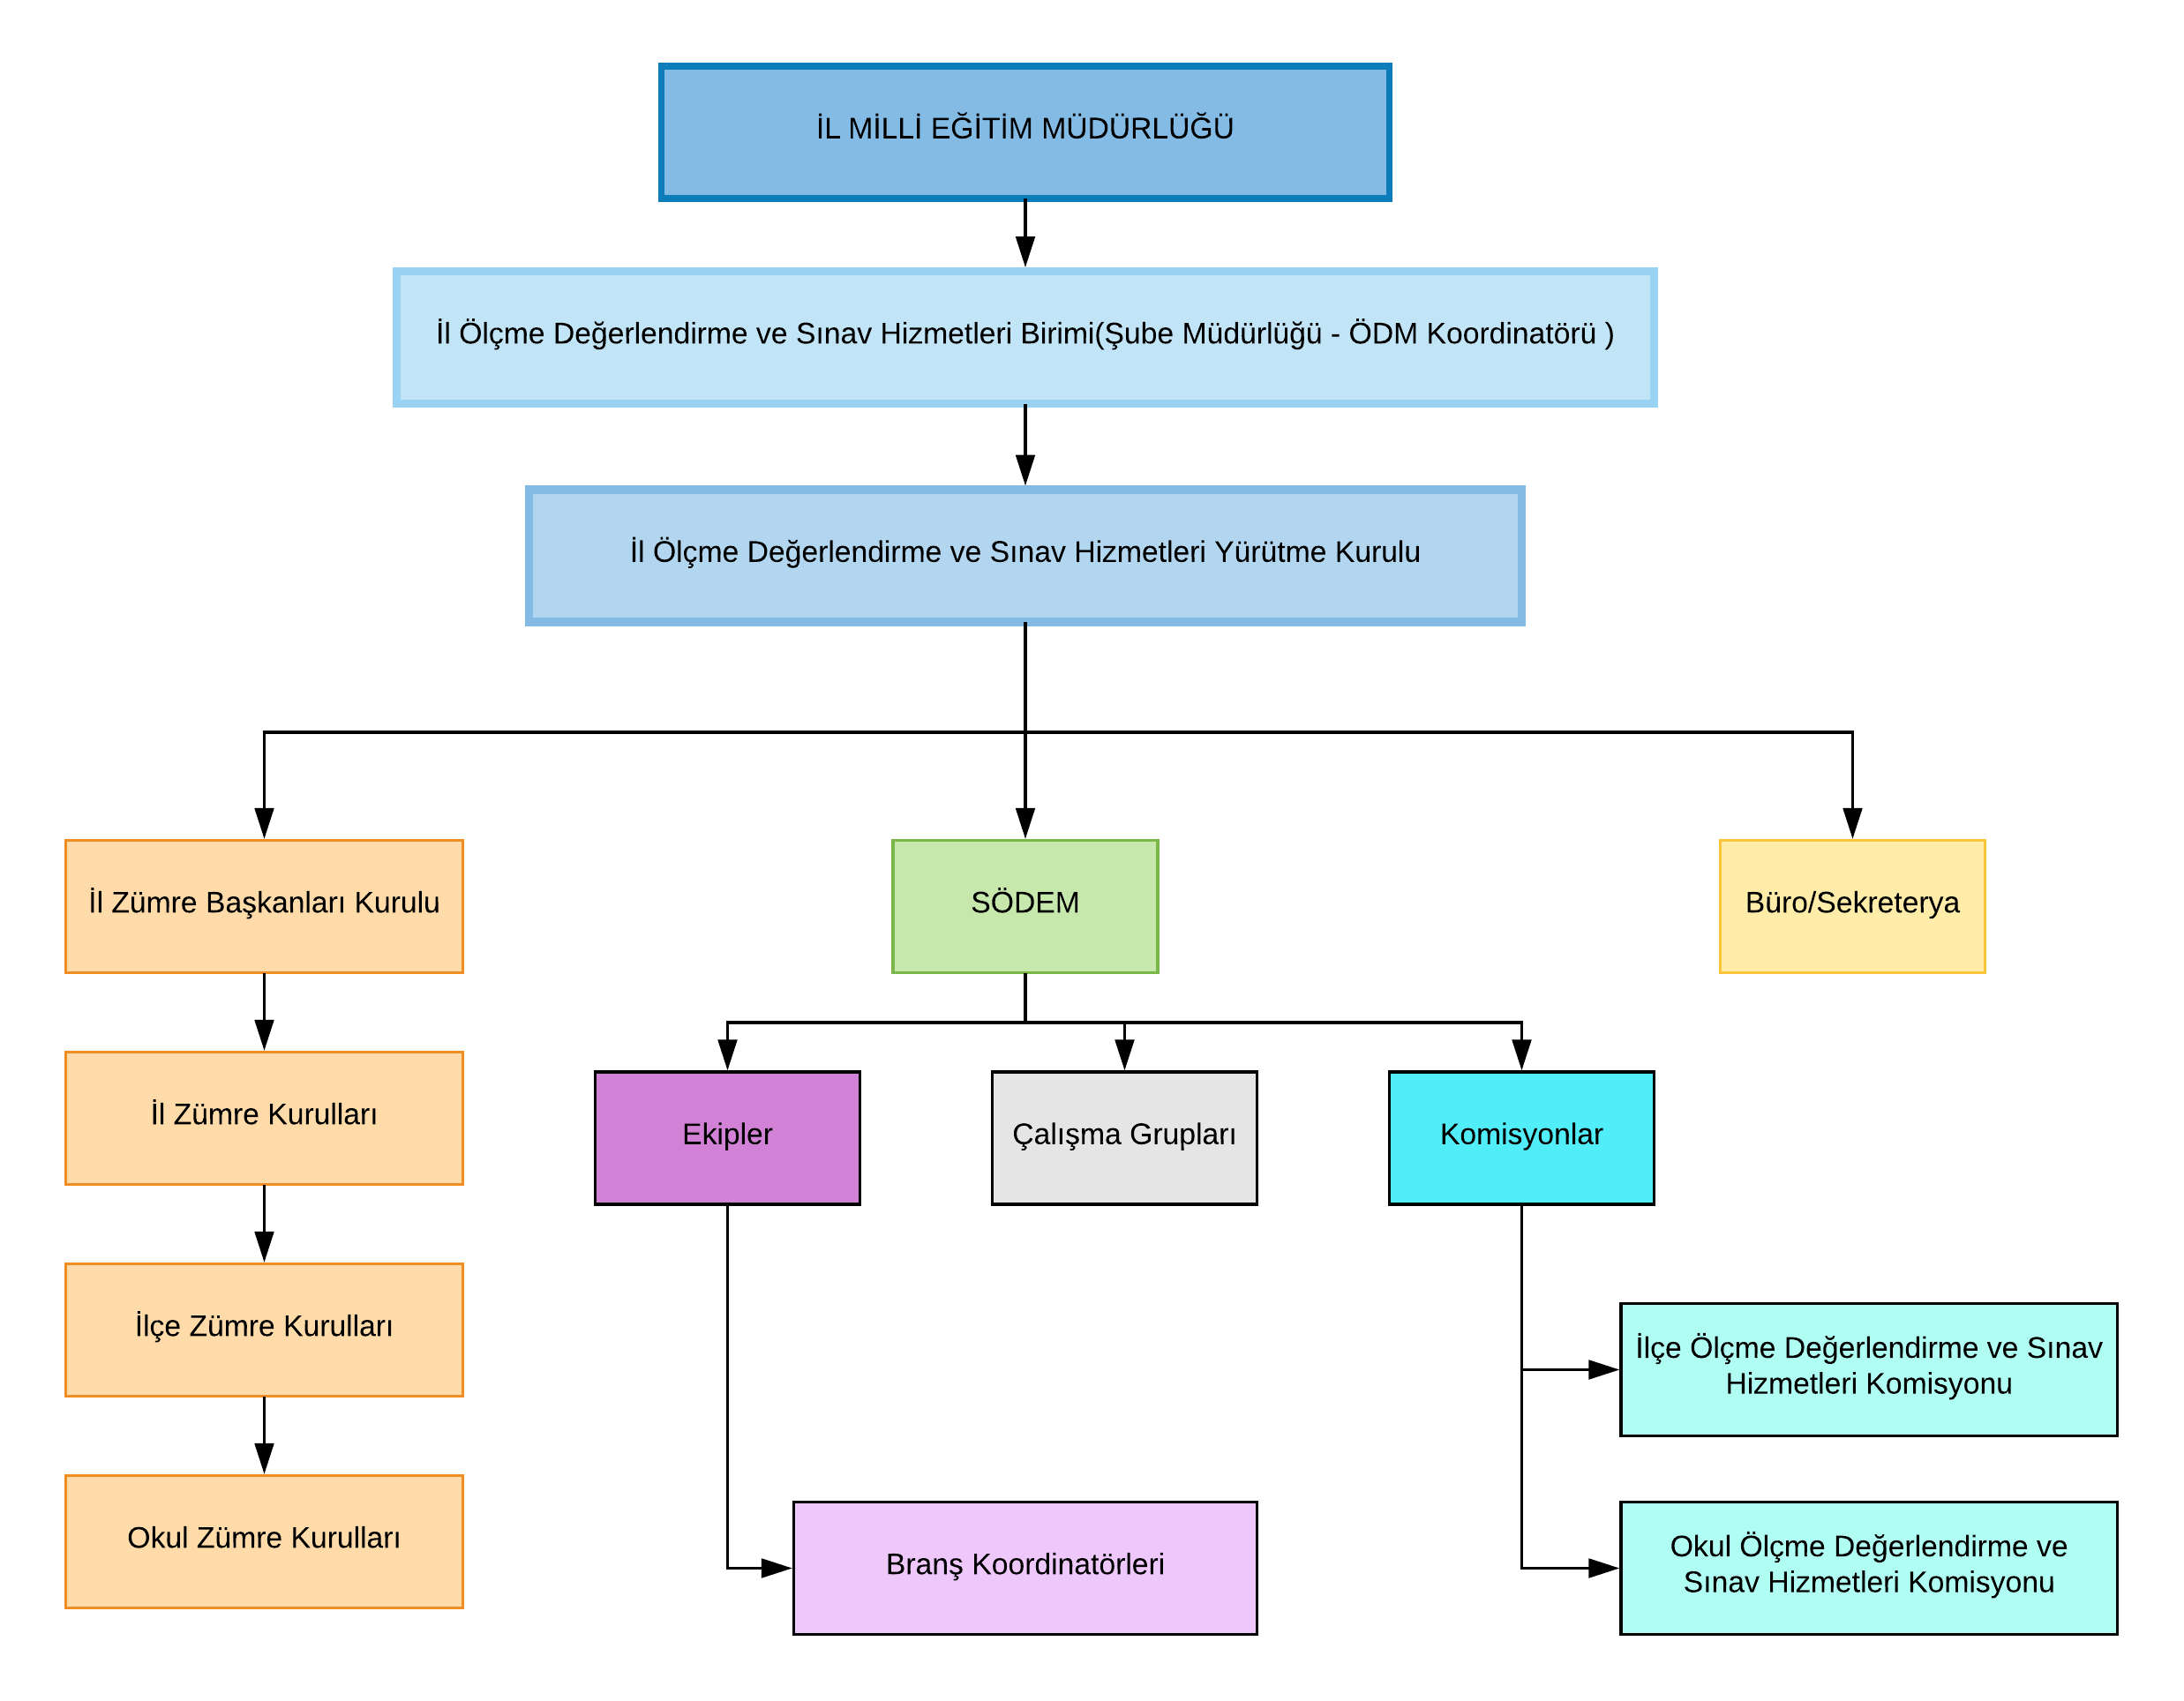 İL MİLLİ EĞİTİM MÜDÜRLÜĞÜ
İl Ölçme Değerlendirme ve Sınav Hizmetleri Birimi(Şube Müdürlüğü - ÖDM Koordinatörü )
İl Ölçme Değerlendirme ve Sınav Hizmetleri Yürütme Kurulu
İl Zümre Başkanları Kurulu
SÖDEM
Büro/Sekreterya
İl Zümre Kurulları
Ekipler
Çalışma Grupları
Komisyonlar
İlçe Zümre Kurulları
İlçe Ölçme Değerlendirme ve Sınav
Hizmetleri Komisyonu
Okul Zümre Kurulları
Branş Koordinatörleri
Okul Ölçme Değerlendirme ve
Sınav Hizmetleri Komisyonu